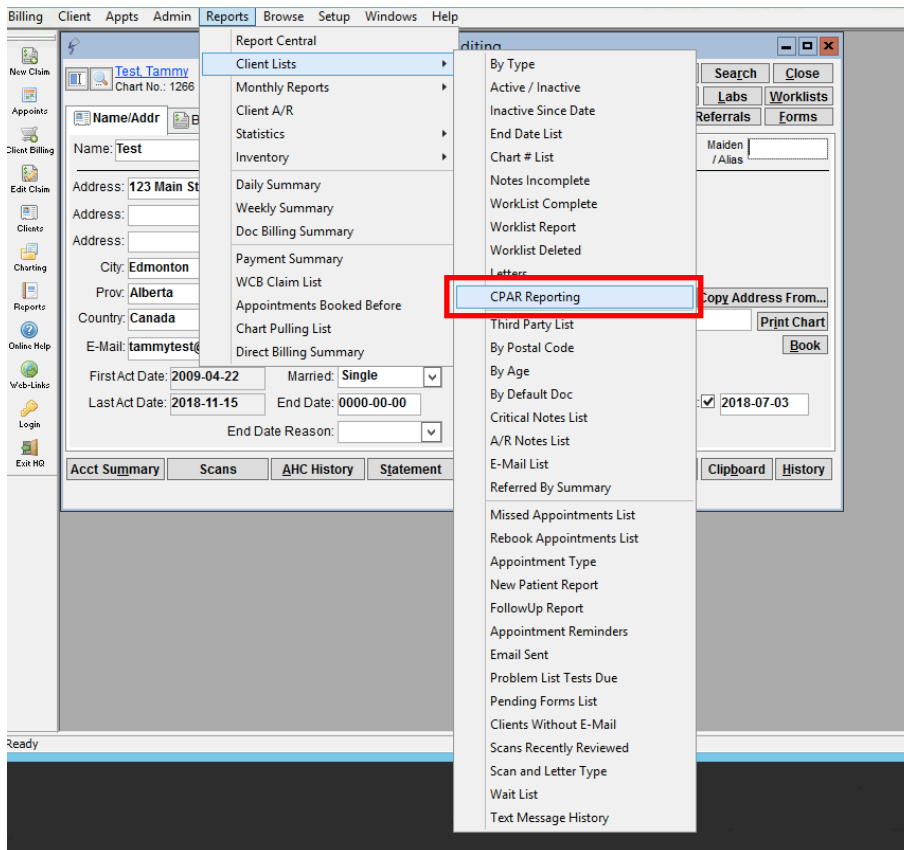 Billing Client Appts Admin Reports Browse Setup Windows Help
New Claim
Appoints
Client Billing
Edit Claim
Clients
Charting
Reports
Online Help
Web-Links
Login
Exit HQ
diting
Test, Tammy
Chart No.: 1266
Search Close
Labs Worklists
Referrals Forms
Name/Addr B
Name: Test
Maiden / Alias
Address: 123 Main St
Address:
Address:
City: Edmonton
Prov: Alberta
Country: Canada
E-Mail: tammytest@
Copy Address From...
Print Chart
Book
First Act Date: 2009-04-22 Married: Single
Last Act Date: 2018-11-15 End Date: 0000-00-00
: 2018-07-03
End Date Reason:
Acct Summary Scans AHC History Statement Clipboard History
Report Central
Client Lists
Monthly Reports
Client A/R
Statistics
Inventory
Daily Summary
Weekly Summary
Doc Billing Summary
Payment Summary
WCB Claim List
Appointments Booked Before
Chart Pulling List
Direct Billing Summary
By Type
Active / Inactive
Inactive Since Date
End Date List
Chart # List
Notes Incomplete
WorkList Complete
Worklist Report
Worklist Deleted
Letters
CPAR Reporting
Third Party List
By Postal Code
By Age
By Default Doc
Critical Notes List
A/R Notes List
E-Mail List
Referred By Summary
Missed Appointments List
Rebook Appointments List
Appointment Type
New Patient Report
FollowUp Report
Appointment Reminders
Email Sent
Problem List Tests Due
Pending Forms List
Clients Without E-Mail
Scans Recently Reviewed
Scan and Letter Type
Wait List
Text Message History
Ready